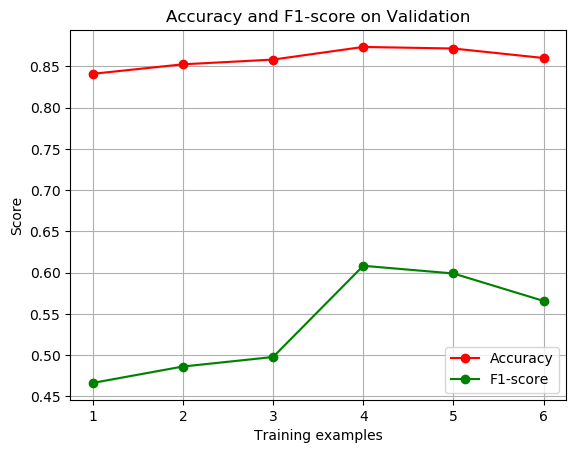 Accuracy and F1-score on Validation
Score
0.85
0.80
0.75
0.70
0.65
0.60
0.55
0.50
0.45
Accuracy
F1-score
1 2 3 4 5 6
Training examples